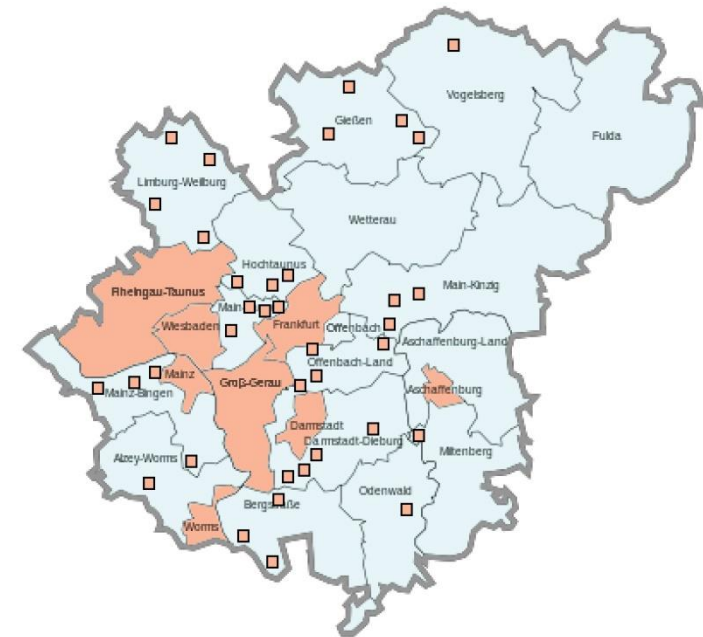 Vogelsberg
Gießen
Fulda
Limburg-Weilburg
Wetterau
Hochtaunus
Main-Kinzig
Rheingau-Taunus
Main-
Wiesbaden
Frankfurt
Offenbach
Aschaffenburg-Land
Offenbach-Land
Mainz
Groß-Gerau
Aschaffenburg
Mainz-Bingen
Darmstadt
Darmstadt-Dieburg
Alzey-Worms
Miltenberg
Odenwald
Bergstraße
Worms